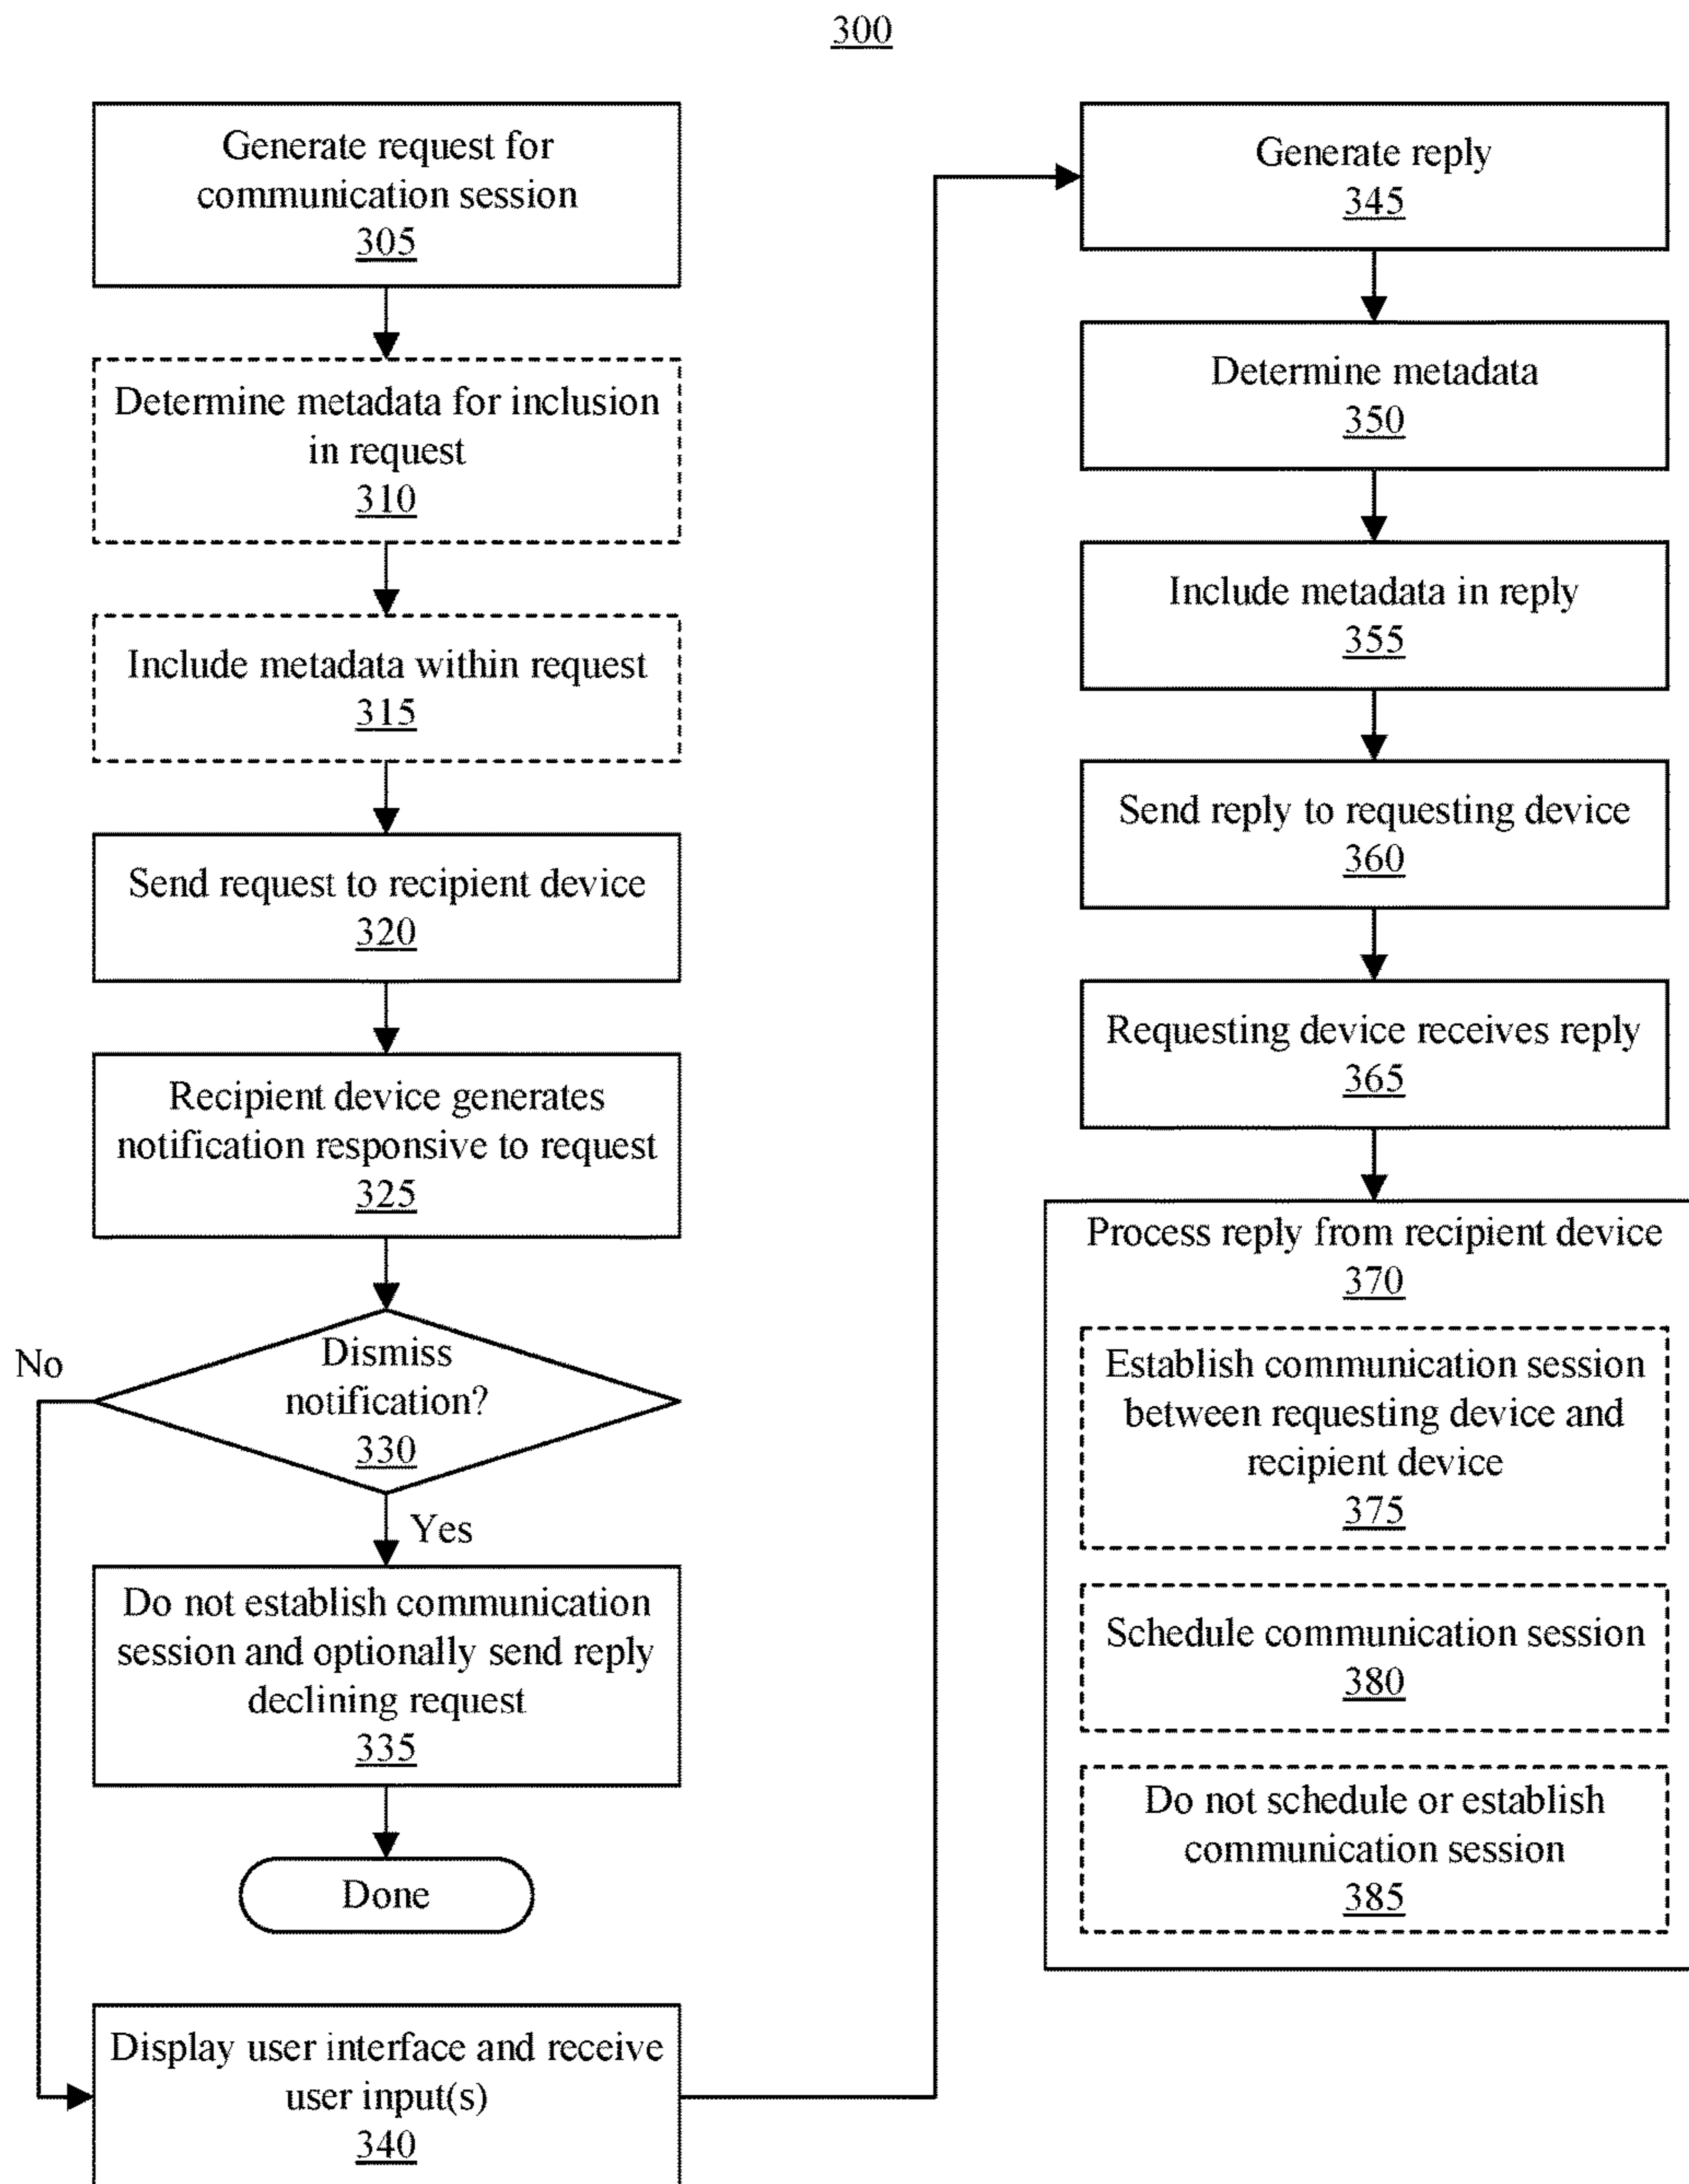 300
Generate request for
communication session
305
Determine metadata for inclusion
in request
310
Include metadata within request
315
Send request to recipient device
320
Recipient device generates
notification responsive to request
325
Dismiss
notification?
330
No
Yes
Do not establish communication
session and optionally send reply
declining request
335
Done
Display user interface and receive
user input(s)
340
Generate reply
345
Determine metadata
350
Include metadata in reply
355
Send reply to requesting device
360
Requesting device receives reply
365
Process reply from recipient device
370
Establish communication session
between requesting device and
recipient device
375
Schedule communication session
380
Do not schedule or establish
communication session
385